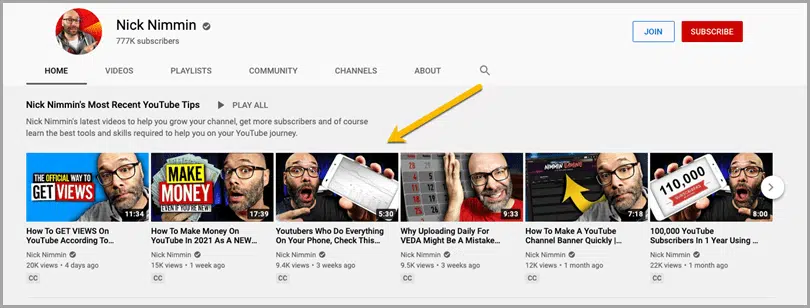 Nick Nimmin
777K subscribers
JOIN
SUBSCRIBE
HOME
VIDEOS
PLAYLISTS
COMMUNITY
CHANNELS
ABOUT
Nick Nimmin's Most Recent YouTube Tips
PLAY ALL
Nick Nimmin's latest videos to help you grow your channel, get more subscribers and of course
learn the best tools and skills required to help you on your YouTube journey.
THE OFFICIAL WAY TO
GET VIEWS
11:34
How To GET VIEWS On
YouTube According To...
Nick Nimmin
20K views • 4 days ago
CC
MAKE
MONEY
EVEN IF YOU'RE NEW!
17:39
How To Make Money On
YouTube In 2021 As A NEW...
Nick Nimmin
15K views • 1 week ago
CC
5:30
Youtubers Who Do Everything
On Your Phone, Check This...
Nick Nimmin
9.4K views • 3 weeks ago
CC
9:33
Why Uploading Daily For
VEDA Might Be A Mistake...
Nick Nimmin
9.5K views • 3 weeks ago
CC
NIMMIN GAMING
7:18
How To Make A YouTube
Channel Banner Quickly |...
Nick Nimmin
12K views • 1 month ago
CC
110,000
8:00
100,000 YouTube
Subscribers In 1 Year Using ...
Nick Nimmin
22K views • 1 month ago
CC